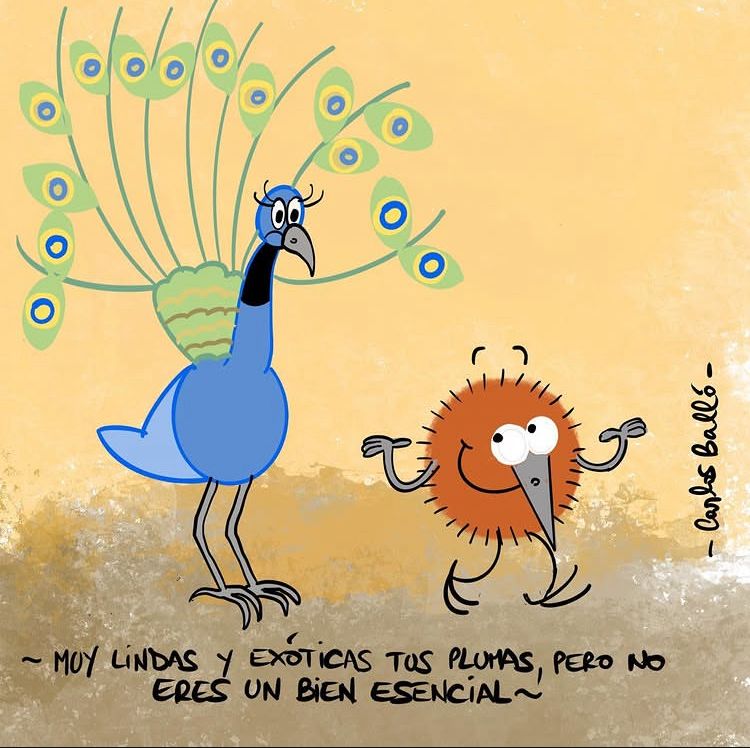 ~ MUY LINDAS Y EXÓTICAS TUS PLUMAS, PERO NO
ERES UN BIEN ESENCIAL ~
- Carlos Balló -